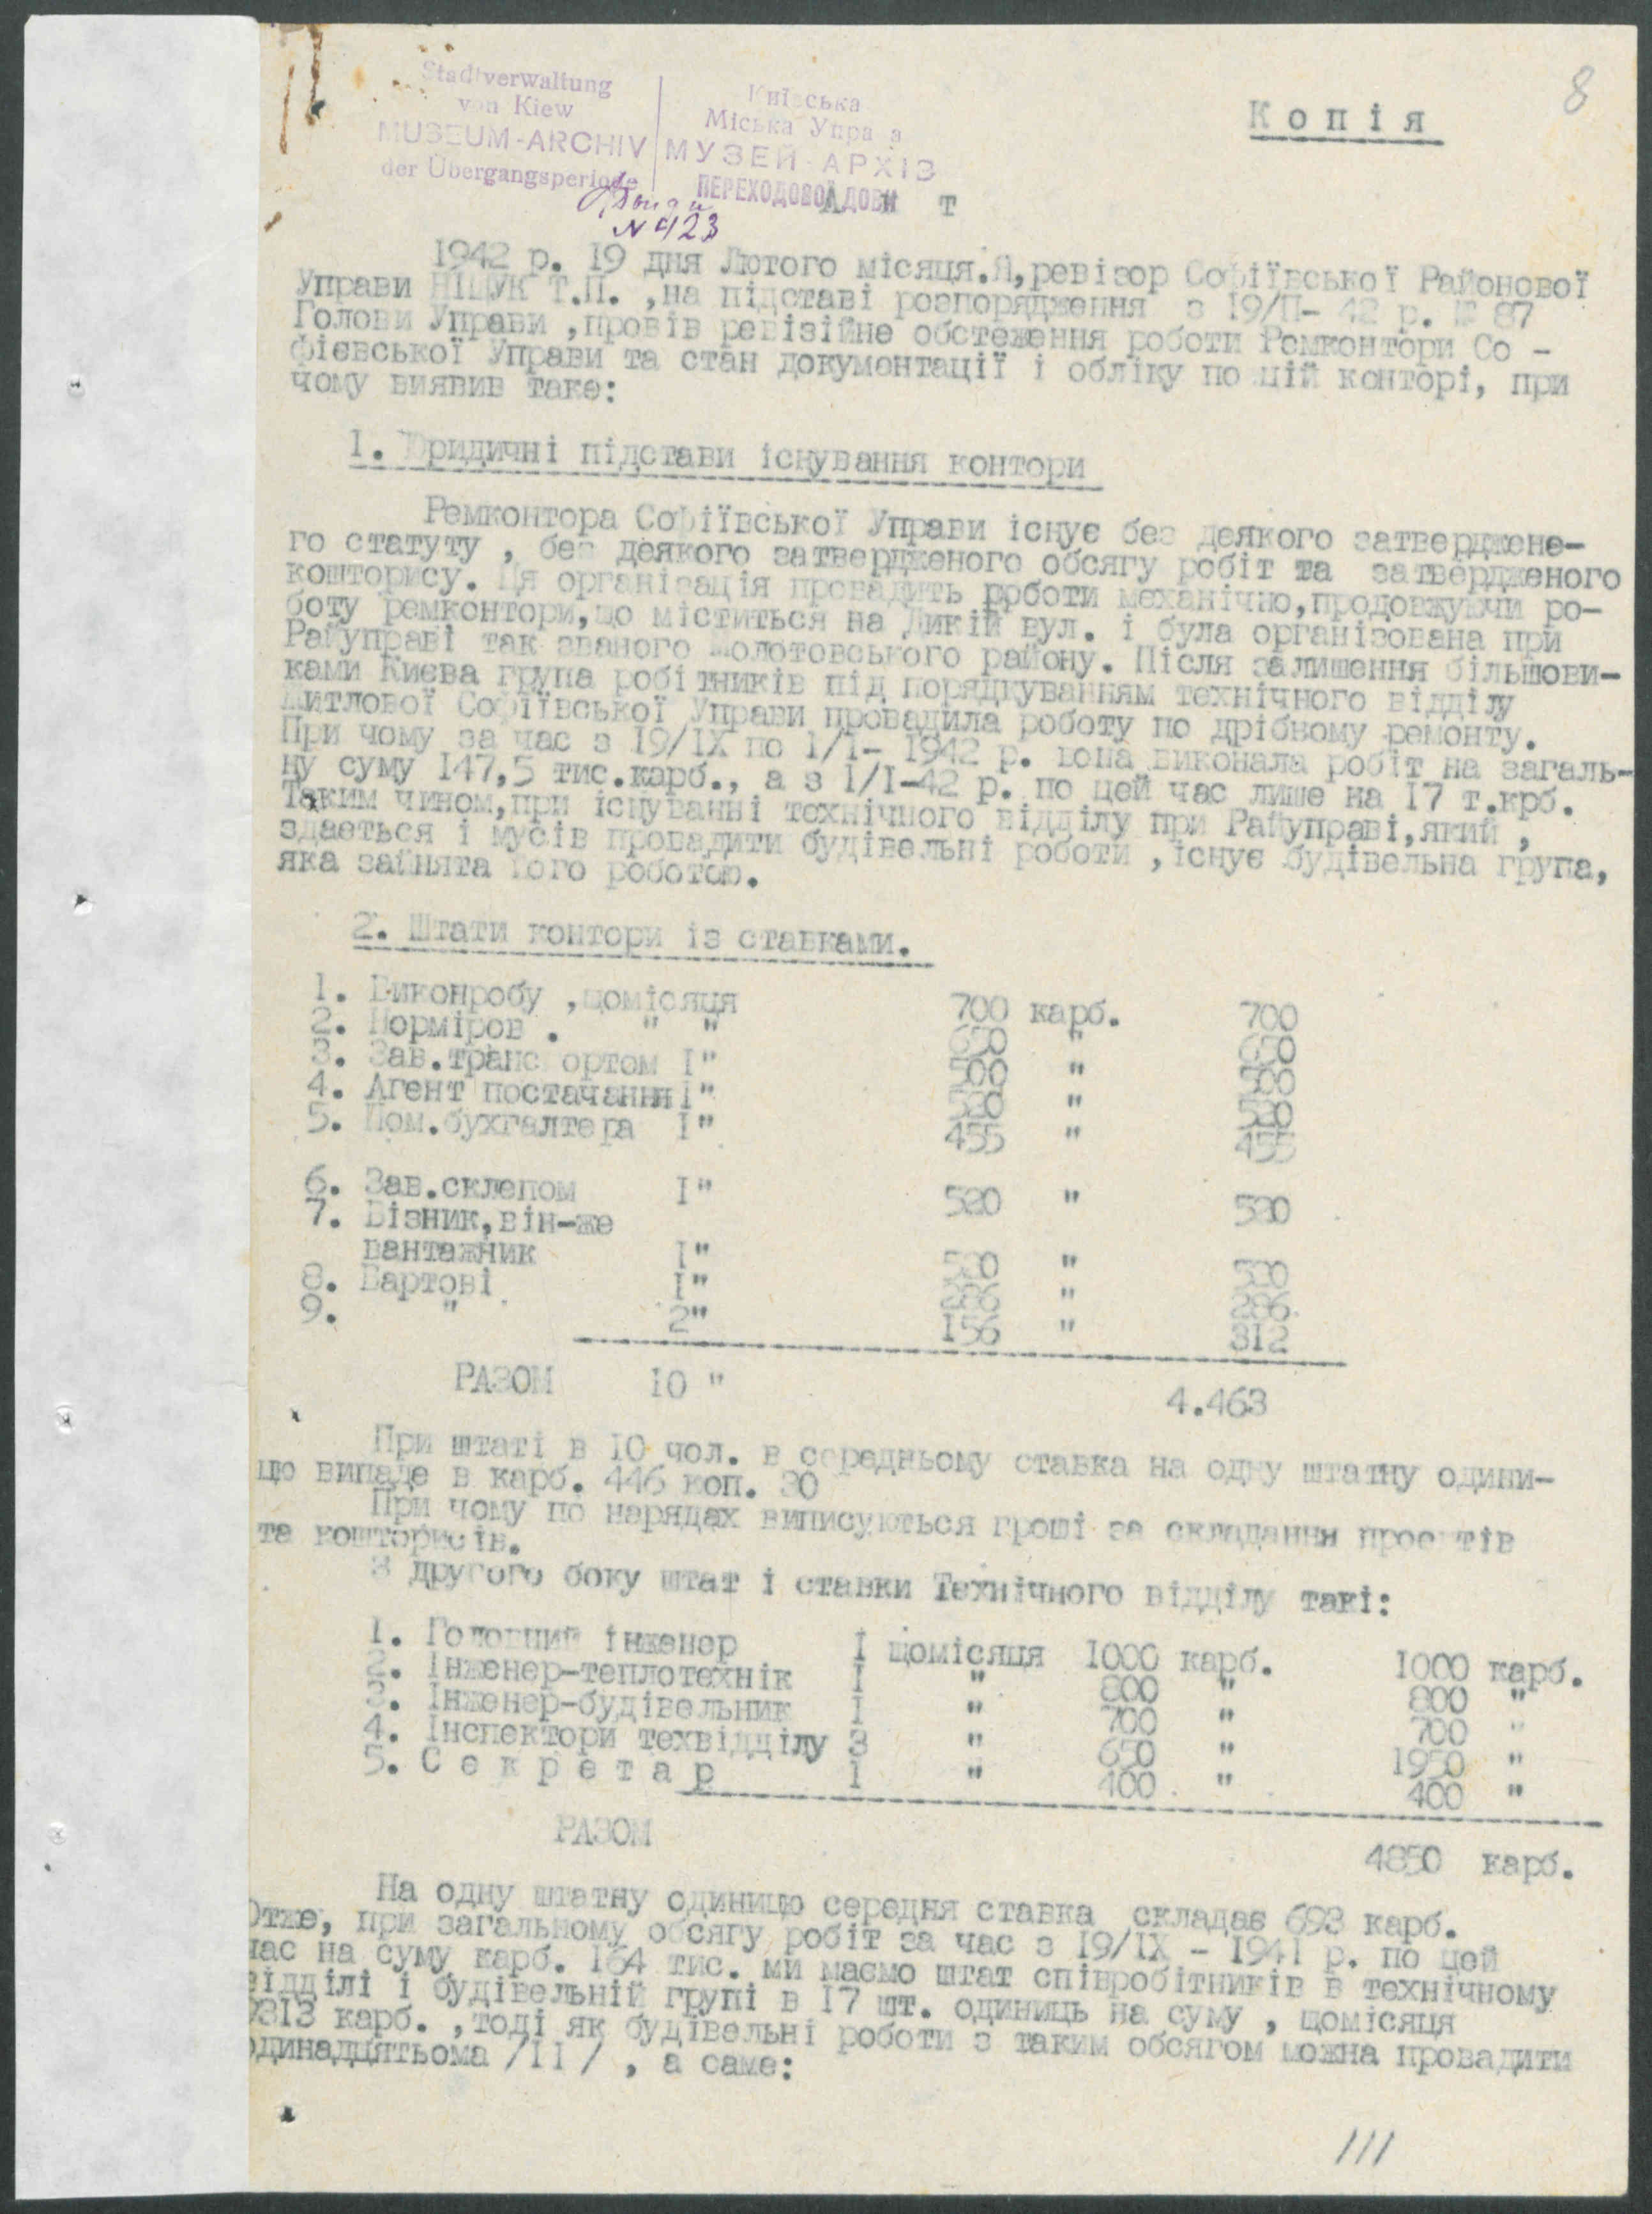 8
Stadtverwaltung
von Kiew
MUSEUM-ARCHIV
der Übergangsperiode
Київська
Міська Управа
МУЗЕЙ-АРХІВ
ПЕРЕХОДОВОЇ ДОБИ
№ 423
Копія
А К Т
1942 р. 19 дня Лютого місяця.Я,ревізор Софіївської Районової
Управи НІЩУК Т.П. ,на підставі розпорядження з 19/П- 42 р. № 87
Голови Управи ,провів ревізійне обстеження роботи Ремконтори Со -
фієвської Управи та стан документації і обліку по цій конторі, при
чому виявив таке:
1. Юридичні підстави існування контори
Ремконтора Софіївської Управи існує без деякого затверджене-
го статуту , без деякого затвердженого обсягу робіт та затвердженого
кошторису. Ця організація провадить роботи механічно,продовжуючи ро-
боту ремконтори,що міститься на Дикій вул. і була організована при
Райуправі так званого Молотовського району. Після залишення більшови-
ками Києва група робітників під порядкуванням технічного відділу
Житлової Софіївської Управи провадила роботу по дрібному ремонту.
При чому за час з 19/IX по 1/I- 1942 р. вона виконала робіт на загаль-
ну суму 147,5 тис.карб., а з 1/I-42 р. по цей час лише на 17 т.крб.
Таким чином,при існуванні технічного відділу при Райуправі,який ,
здається і мусів провадити будівельні роботи ,існує будівельна група,
яка зайнята його роботою.
2. Штати контори із ставками.
1. Виконробу ,щомісяця 700 карб. 700
2. Норміров . " " 650 " 650
3. Зав.транспортом I" 500 " 500
4. Агент постачання I" 520 " 520
5. Пом.бухгалтера I" 455 " 455
6. Зав.склепом I" 520 " 520
7. Візник,він-же
вантажник I" 520 " 520
8. Вартові I" 286 " 286
9. " 2" 156 " 312
РАЗОМ 10 " 4.463
При штаті в 10 чол. в середньому ставка на одну штатну одини-
цю випаде в карб. 446 коп. 30
При чому по нарядах виписуються гроші за складання проектів
та кошторисів.
З другого боку штат і ставки Технічного відділу такі:
1. Головний інженер I щомісяця 1000 карб. 1000 карб.
2. Інженер-теплотехнік I " 800 " 800 "
3. Інженер-будівельник I " 700 " 700 "
4. Інспектори техвідділу 3 " 650 " 1950 "
5. С е к р е т а р I " 400 " 400 "
РАЗОМ 4850 карб.
На одну штатну одиницю середня ставка складає 693 карб.
Отже, при загальному обсягу робіт за час з 19/IX - 1941 р. по цей
час на суму карб. 164 тис. ми маємо штат співробітників в технічному
відділі і будівельній групі в 17 шт. одиниць на суму , щомісяця
9313 карб. ,тоді як будівельні роботи з таким обсягом можна провадити
одинадцятьома /11/ , а саме:
///